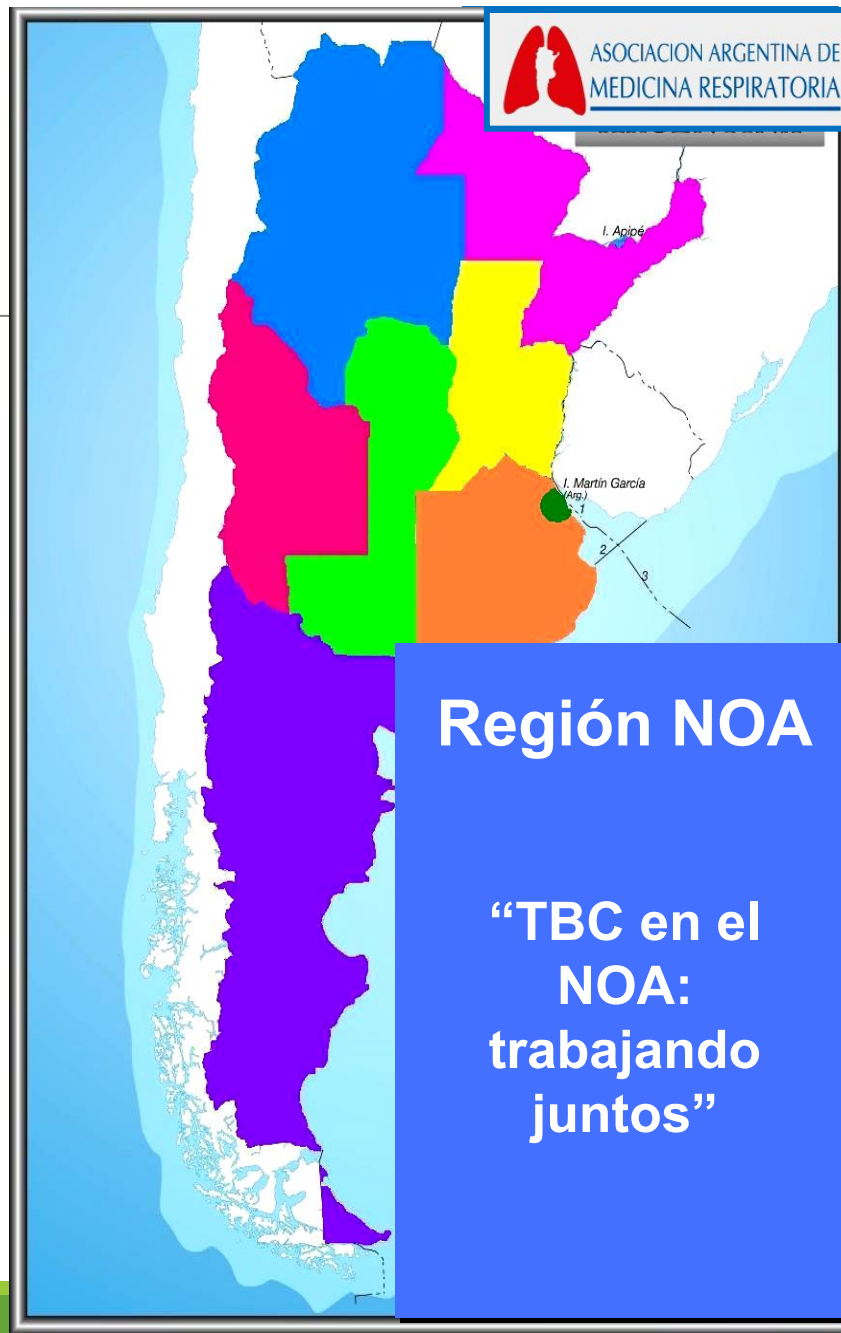 ASOCIACION ARGENTINA DE
MEDICINA RESPIRATORIA
I. Apipé
I. Martín García
(Arg.)
1
2
3
Región NOA
“TBC en el
NOA:
trabajando
juntos”